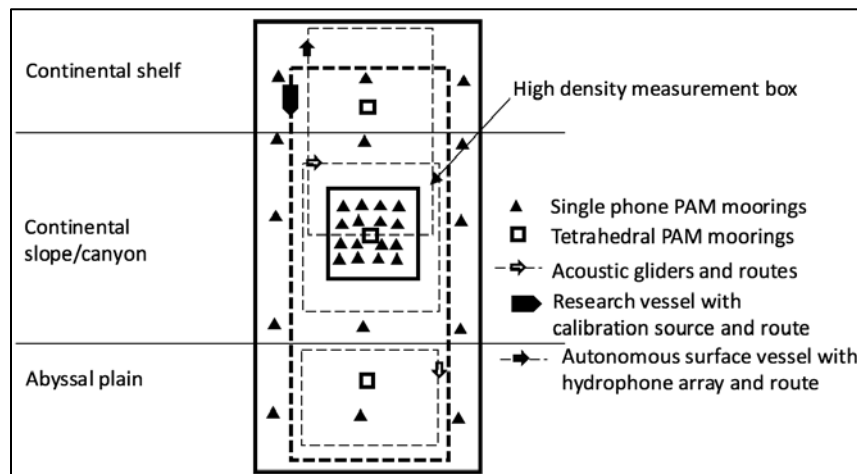 Continental shelf
High density measurement box
Continental
slope/canyon
Single phone PAM moorings
Tetrahedral PAM moorings
Acoustic gliders and routes
Research vessel with
calibration source and route
Autonomous surface vessel with
hydrophone array and route
Abyssal plain